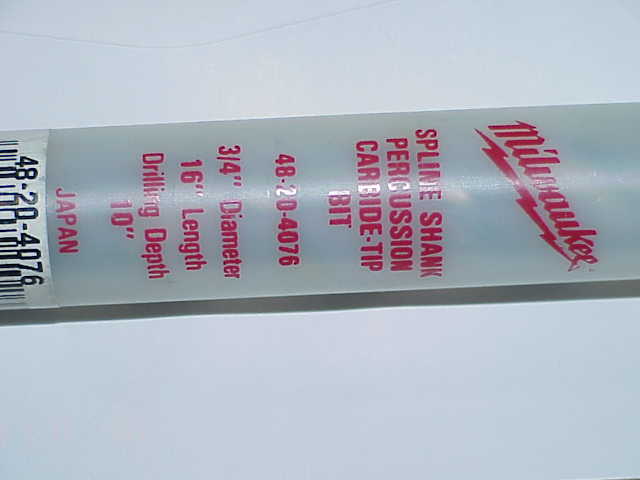 Milwaukee
SPLINE SHANK
PERCUSSION
CARBIDE-TIP
BIT
48-20-4076
3/4" Diameter
16" Length
Drilling Depth
10"
JAPAN
48-20-4076